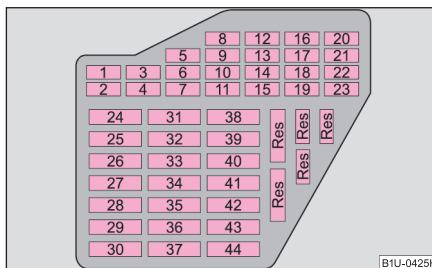 8 12 16 20
5 9 13 17 21
1 3 6 10 14 18 22
2 4 7 11 15 19 23
24 31 38
25 32 39
26 33 40
27 34 41
28 35 42
29 36 43
30 37 44
Res Res Res
Res Res
B1U-0425H